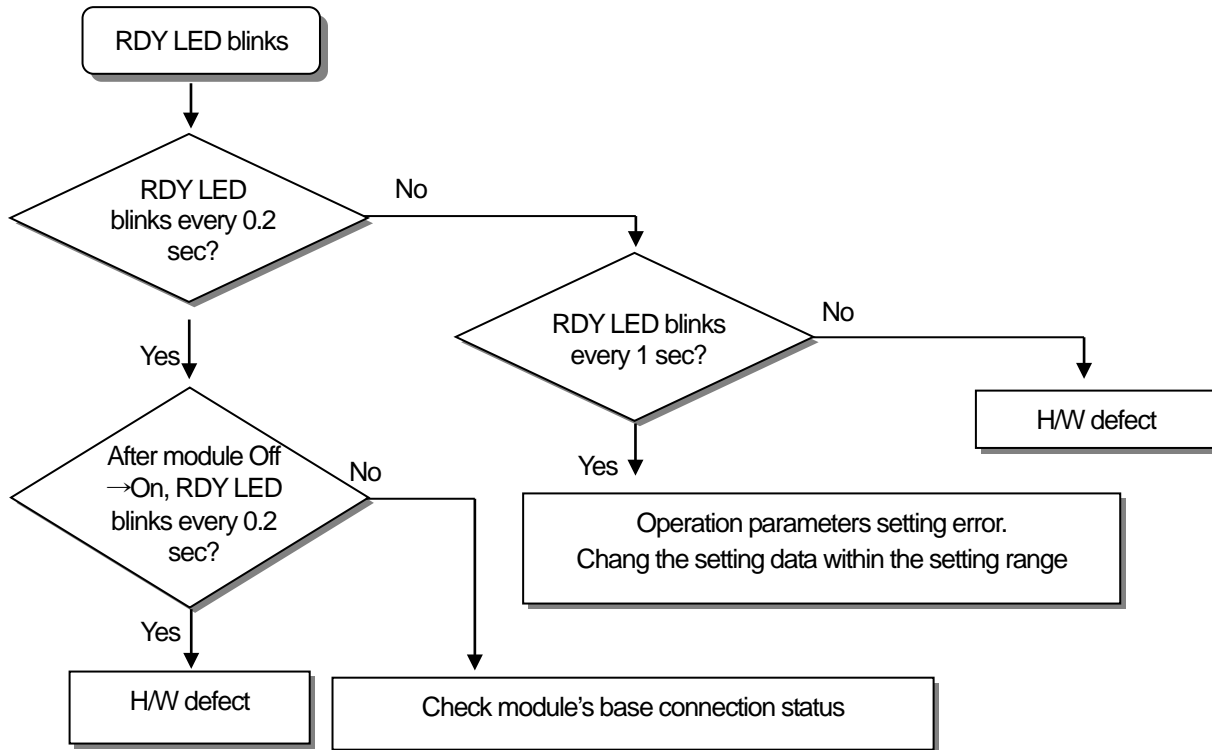 RDY LED blinks
RDY LED
blinks every 0.2
sec?
No
RDY LED blinks
every 1 sec?
No
Yes
H/W defect
After module Off
→On, RDY LED
blinks every 0.2
sec?
No
Yes
Operation parameters setting error.
Chang the setting data within the setting range
Yes
H/W defect
Check module's base connection status